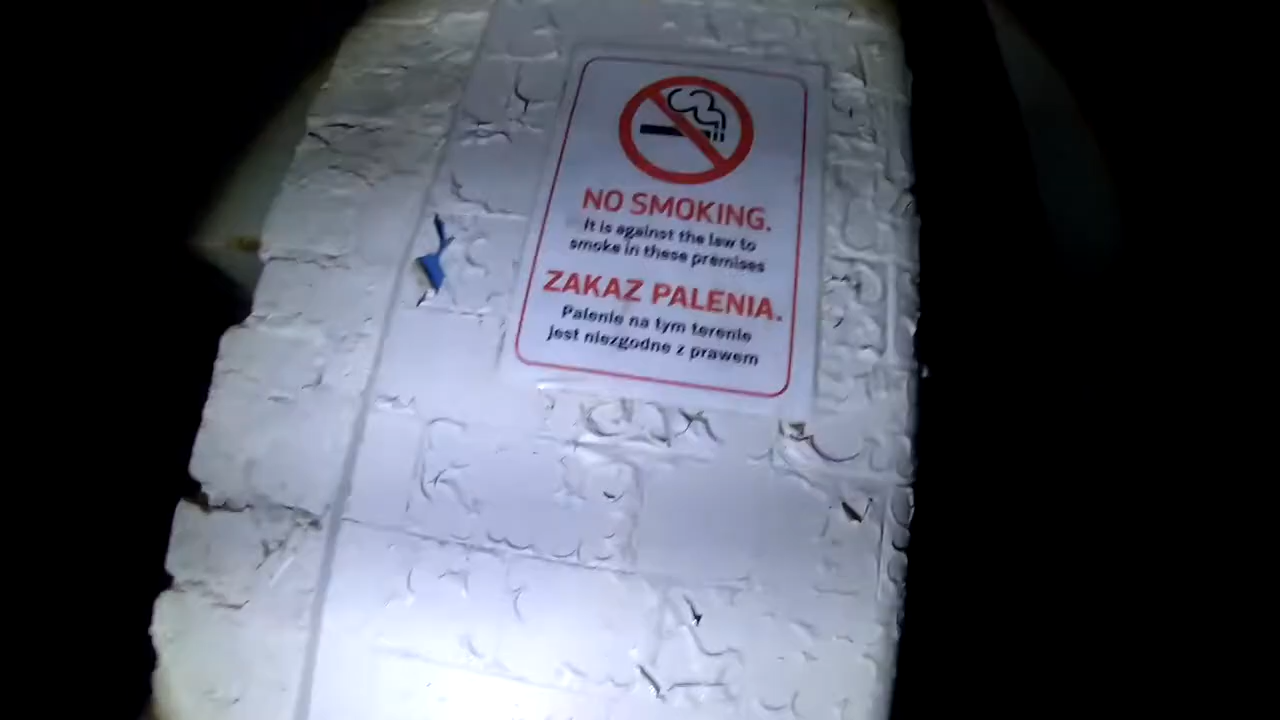 NO SMOKING.
It is against the law to
smoke in these premises
ZAKAZ PALENIA.
Palenie na tym terenie
jest niezgodne z prawem